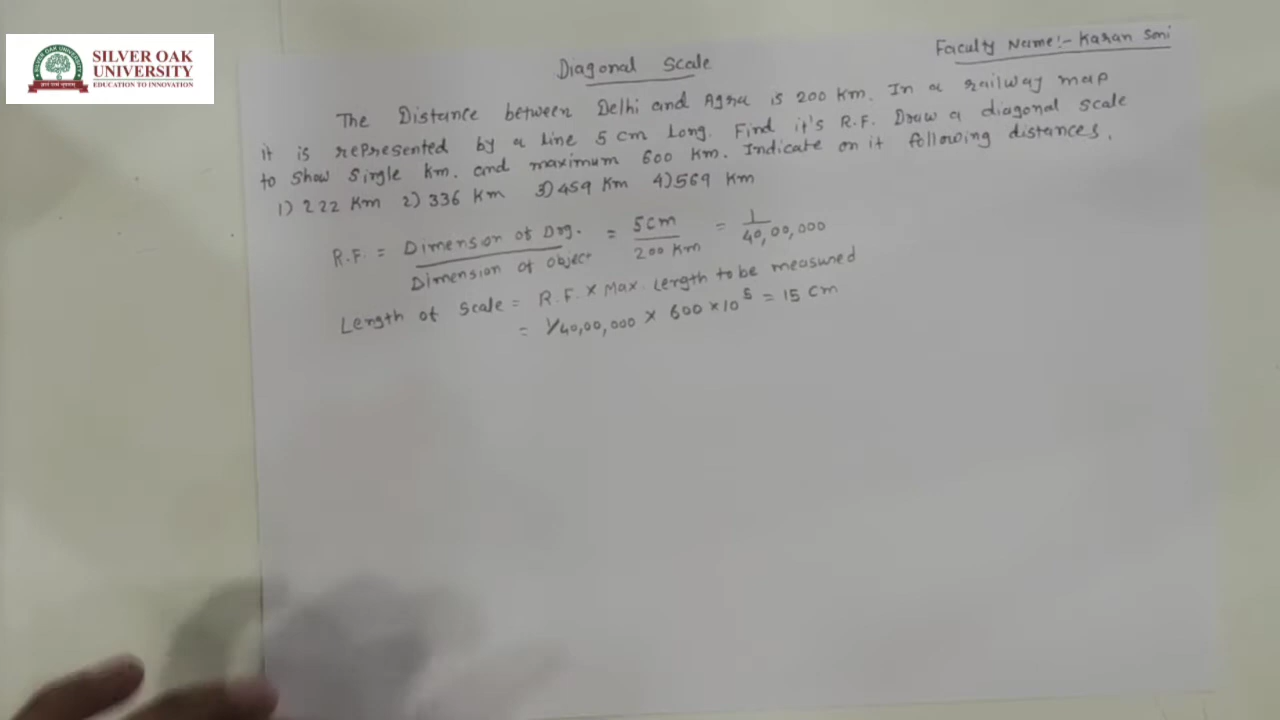 SILVER OAK
UNIVERSITY
EDUCATION TO INNOVATION
Faculty Name:- Karan Soni
Diagonal Scale
The Distance between Delhi and Agra is 200 km. In a railway map
it is represented by a line 5 cm long. Find it's R.F. Draw a diagonal scale
to show single km. and maximum 600 km. Indicate on it following distances.
1) 222 km 2) 336 km 3) 459 km 4) 569 km
R.F. = Dimension of Drg. / Dimension of object = 5cm / 200 km = 1 / 40,00,000
Length of scale = R.F. × Max. Length to be measured
= 1/40,00,000 × 600 × 10^5 = 15 cm